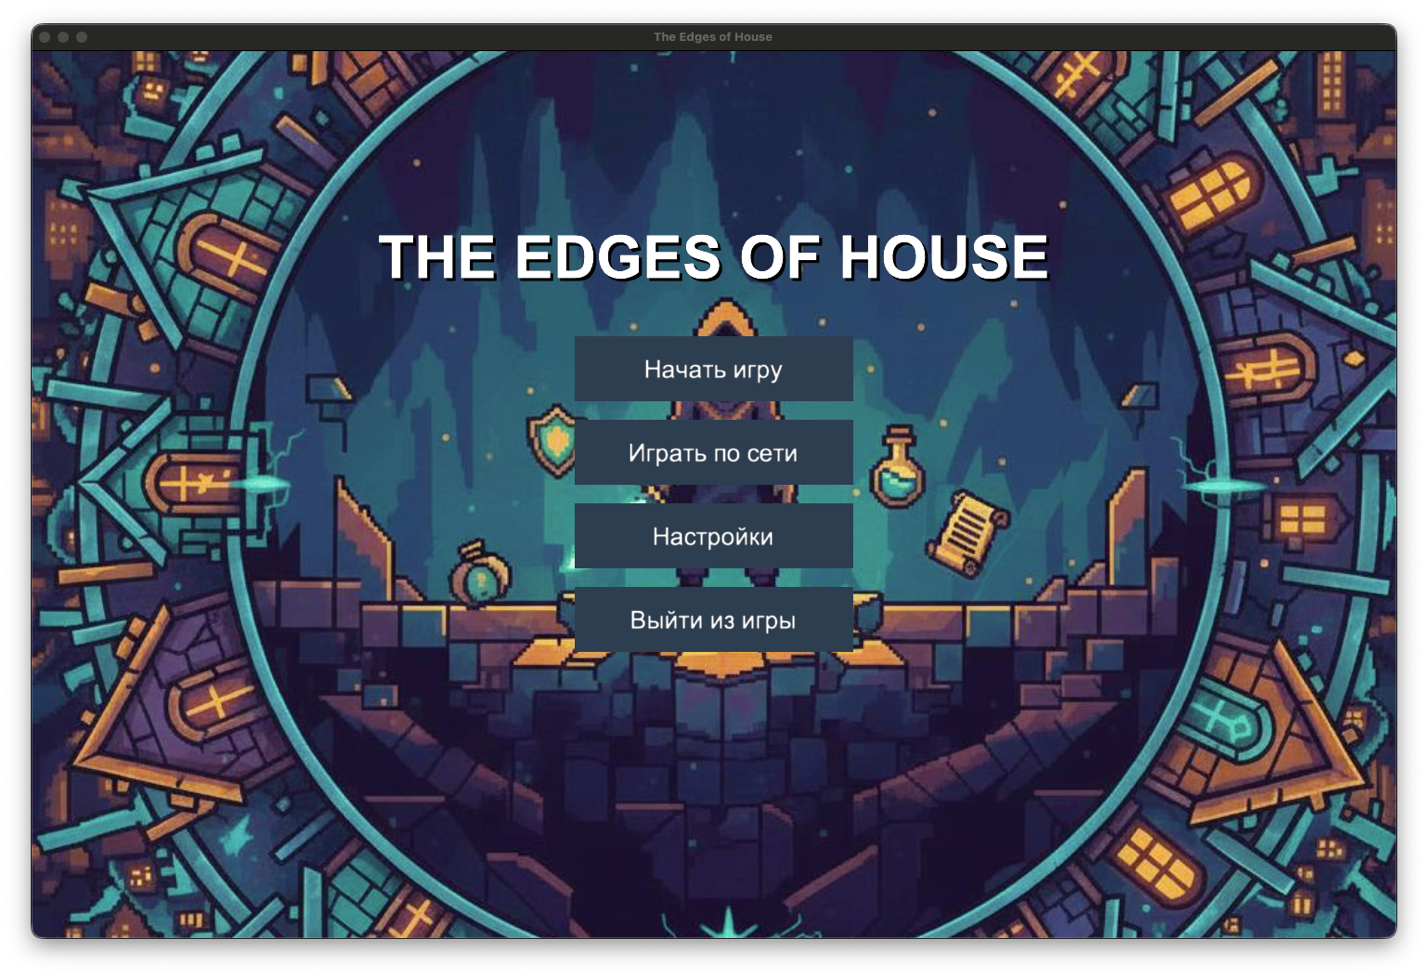 The Edges of House
THE EDGES OF HOUSE
Начать игру
Играть по сети
Настройки
Выйти из игры